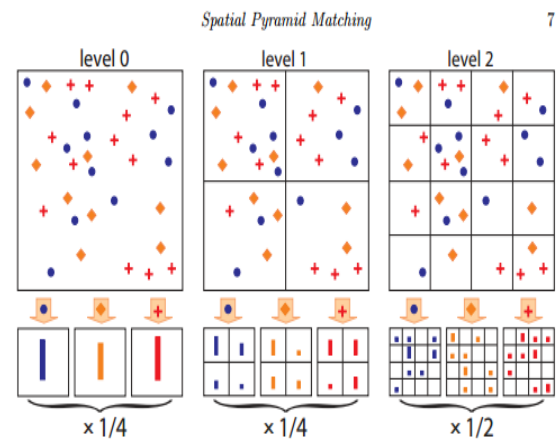 Spatial Pyramid Matching 7
level 0 level 1 level 2
× 1/4 × 1/4 × 1/2